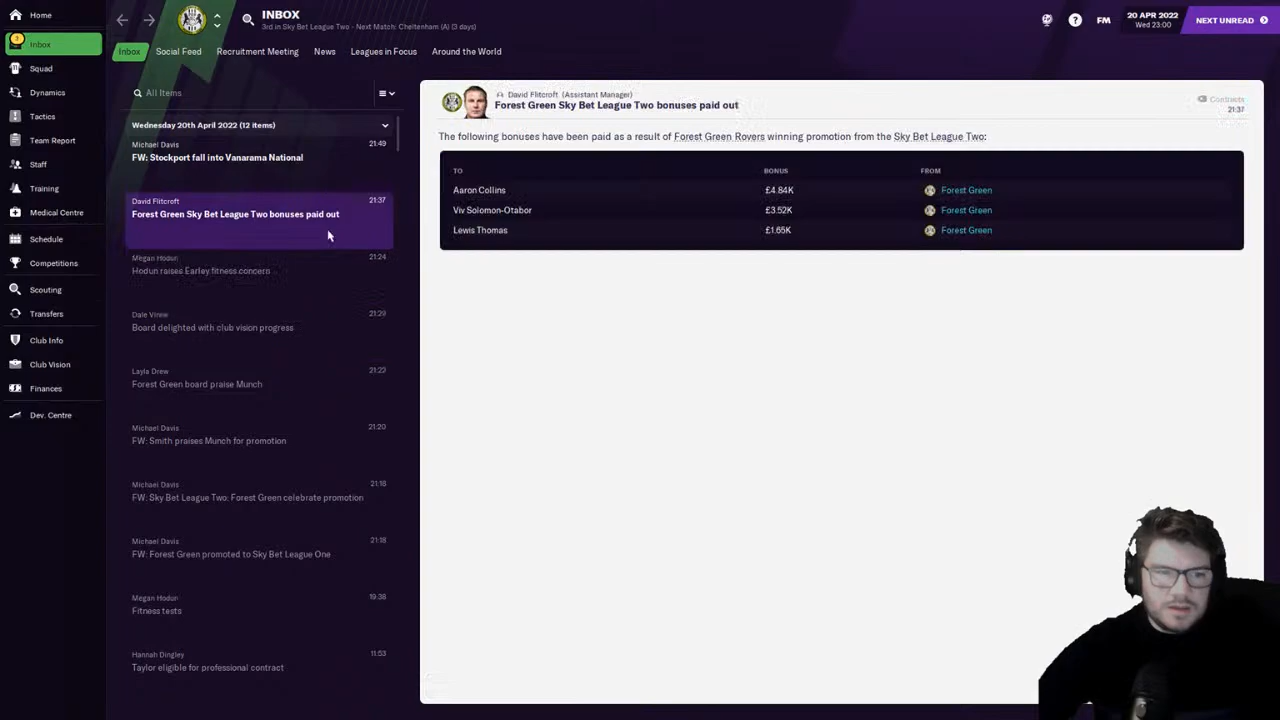 Home
3
Inbox
Squad
Dynamics
Tactics
Team Report
Staff
Training
Medical Centre
Schedule
Competitions
Scouting
Transfers
Club Info
Club Vision
Finances
Dev. Centre
INBOX
3rd in Sky Bet League Two - Next Match: Cheltenham (A) (3 days)
?
FM
20 APR 2022
Wed 23:00
NEXT UNREAD
Inbox
Social Feed
Recruitment Meeting
News
Leagues in Focus
Around the World
All Items
Wednesday 20th April 2022 (12 items)
Michael Davis 21:49
FW: Stockport fall into Vanarama National
David Flitcroft 21:37
Forest Green Sky Bet League Two bonuses paid out
Megan Hodun 21:24
Hodun raises Earley fitness concern
Dale Vince 21:23
Board delighted with club vision progress
Layla Drew 21:22
Forest Green board praise Munch
Michael Davis 21:20
FW: Smith praises Munch for promotion
Michael Davis 21:18
FW: Sky Bet League Two: Forest Green celebrate promotion
Michael Davis 21:18
FW: Forest Green promoted to Sky Bet League One
Megan Hodun 19:38
Fitness tests
Hannah Dingley 11:53
Taylor eligible for professional contract
David Flitcroft (Assistant Manager)
Forest Green Sky Bet League Two bonuses paid out
Contracts
21:37
The following bonuses have been paid as a result of Forest Green Rovers winning promotion from the Sky Bet League Two:
TO BONUS FROM
Aaron Collins £4.84K Forest Green
Viv Solomon-Otabor £3.52K Forest Green
Lewis Thomas £1.65K Forest Green